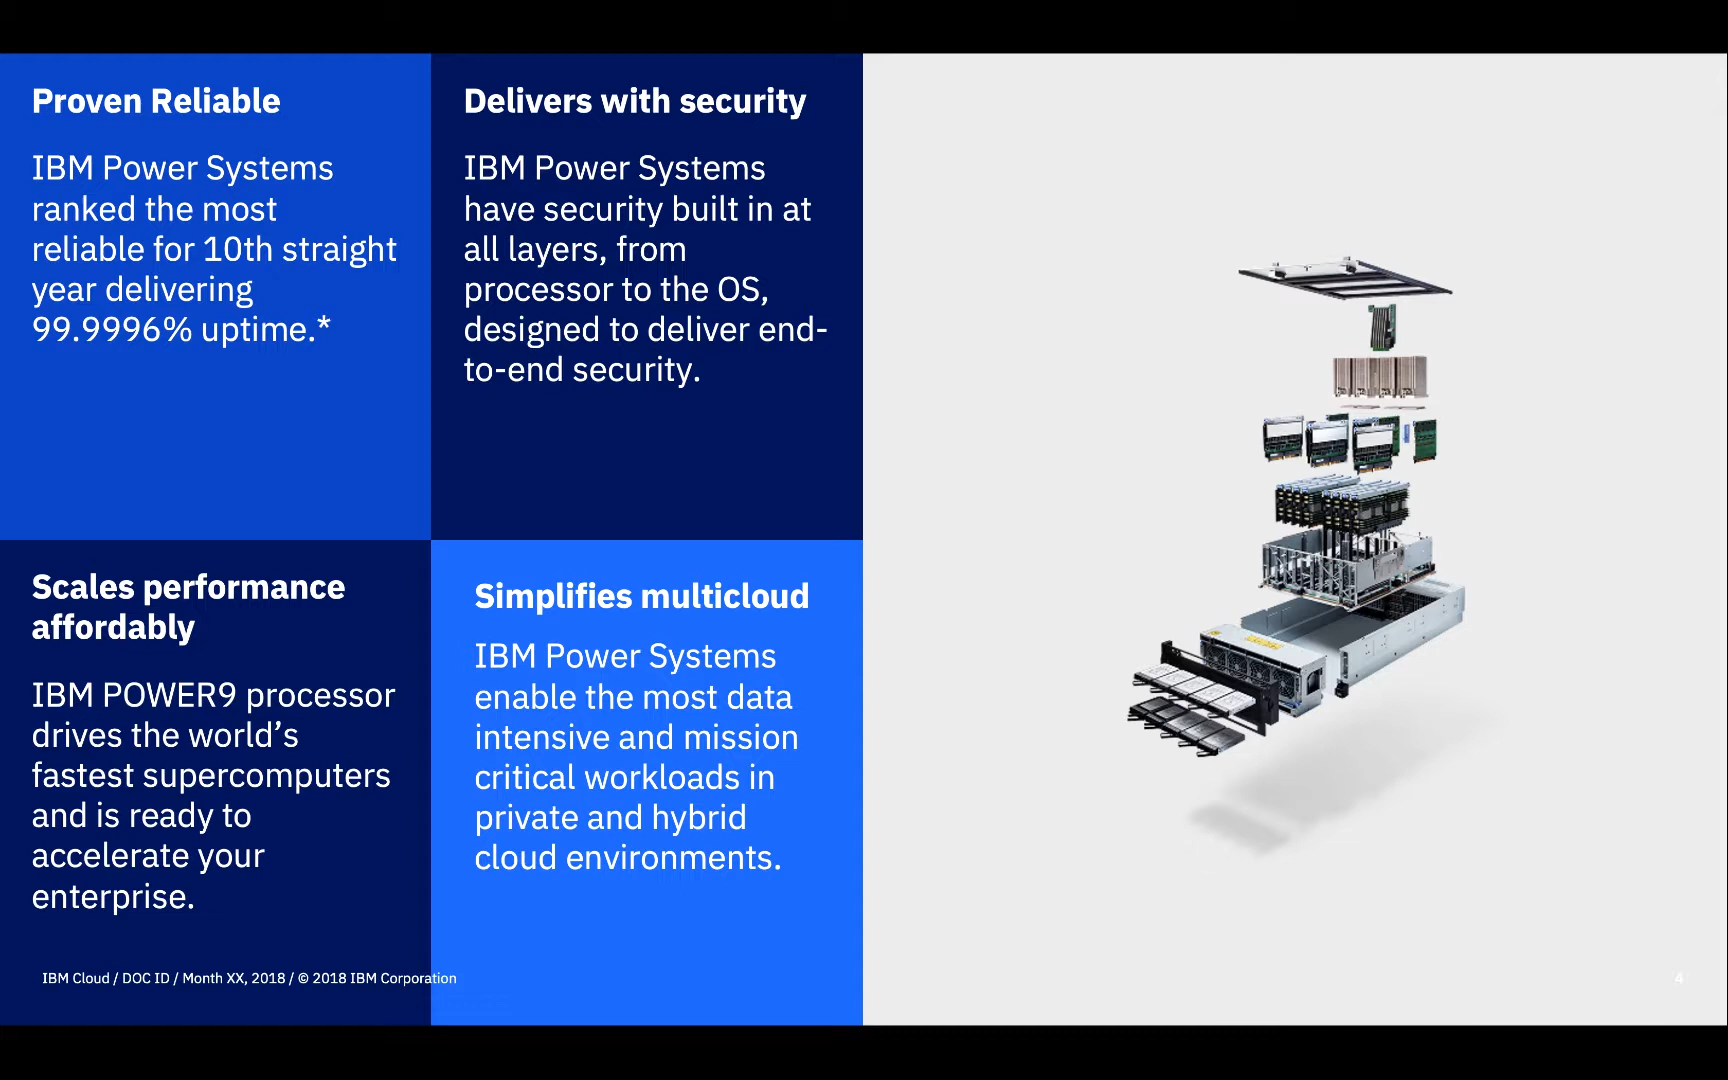 Proven Reliable
IBM Power Systems
ranked the most
reliable for 10th straight
year delivering
99.9996% uptime.*
Delivers with security
IBM Power Systems
have security built in at
all layers, from
processor to the OS,
designed to deliver end-
to-end security.
Scales performance
affordably
IBM POWER9 processor
drives the world’s
fastest supercomputers
and is ready to
accelerate your
enterprise.
Simplifies multicloud
IBM Power Systems
enable the most data
intensive and mission
critical workloads in
private and hybrid
cloud environments.
IBM Cloud / DOC ID / Month XX, 2018 / © 2018 IBM Corporation
4